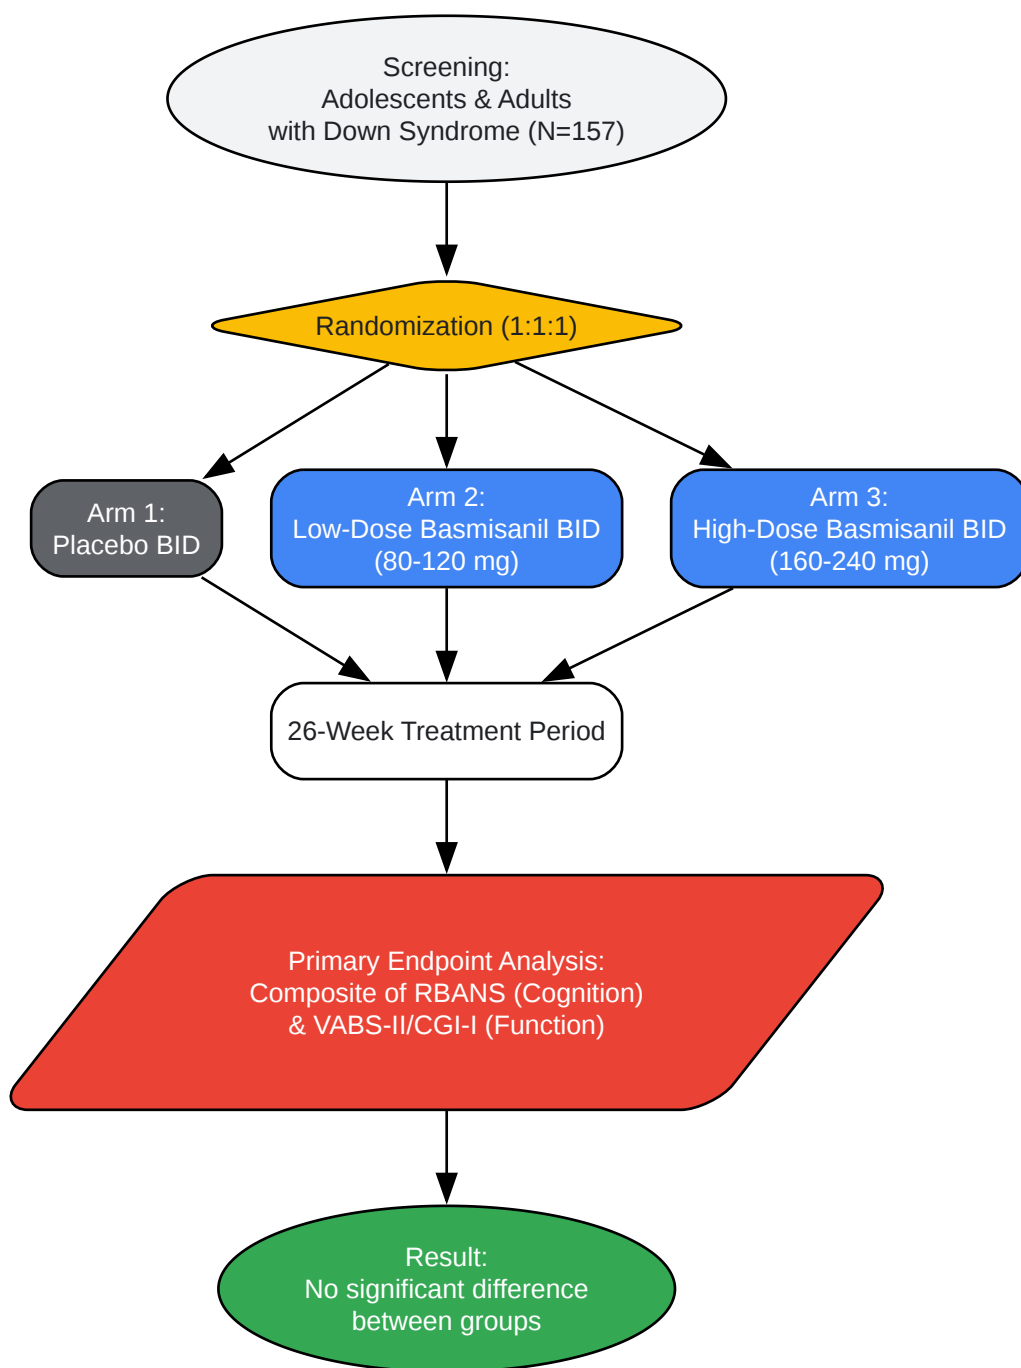 Screening:
Adolescents & Adults
with Down Syndrome (N=157)
Randomization (1:1:1)
Arm 1:
Placebo BID
Arm 2:
Low-Dose Basmisanil BID
(80-120 mg)
Arm 3:
High-Dose Basmisanil BID
(160-240 mg)
26-Week Treatment Period
Primary Endpoint Analysis:
Composite of RBANS (Cognition)
& VABS-II/CGI-I (Function)
Result:
No significant difference
between groups